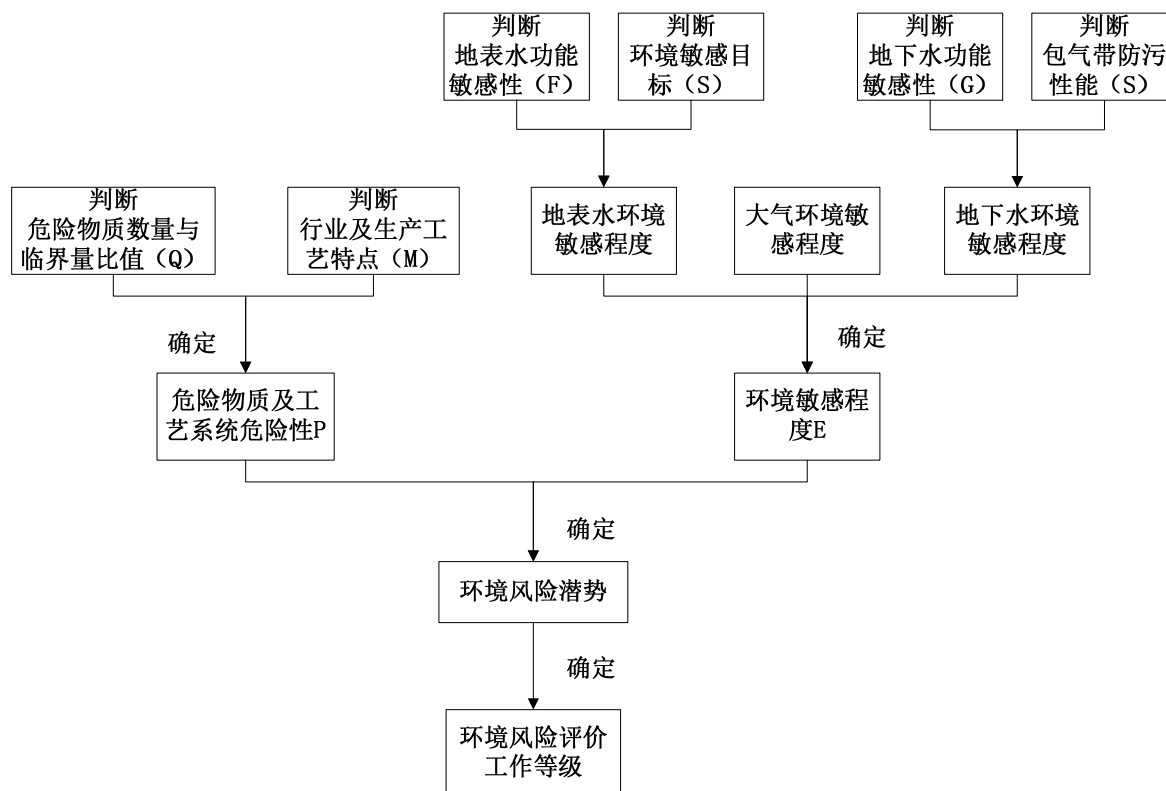 判断
地表水功能
敏感性（F）
判断
环境敏感目
标（S）
判断
地下水功能
敏感性（G）
判断
包气带防污
性能（S）
判断
危险物质数量与
临界量比值（Q）
判断
行业及生产工
艺特点（M）
地表水环境
敏感程度
大气环境敏
感程度
地下水环境
敏感程度
确定
确定
危险物质及工
艺系统危险性P
环境敏感程
度E
确定
环境风险潜势
确定
环境风险评价
工作等级